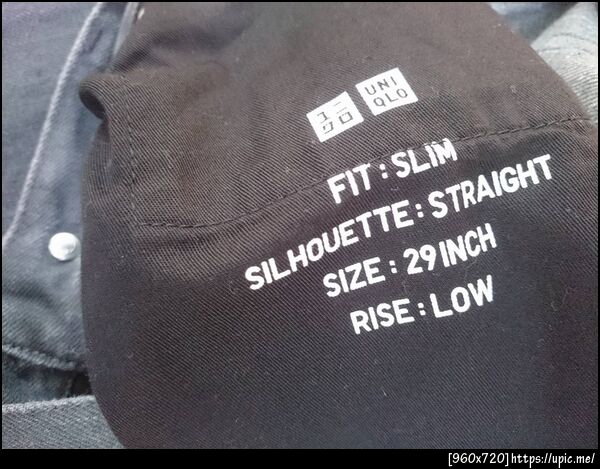 ユニ UNI
クロ QLO
FIT : SLIM
SILHOUETTE : STRAIGHT
SIZE : 29 INCH
RISE : LOW
[960x720]https://upic.me/